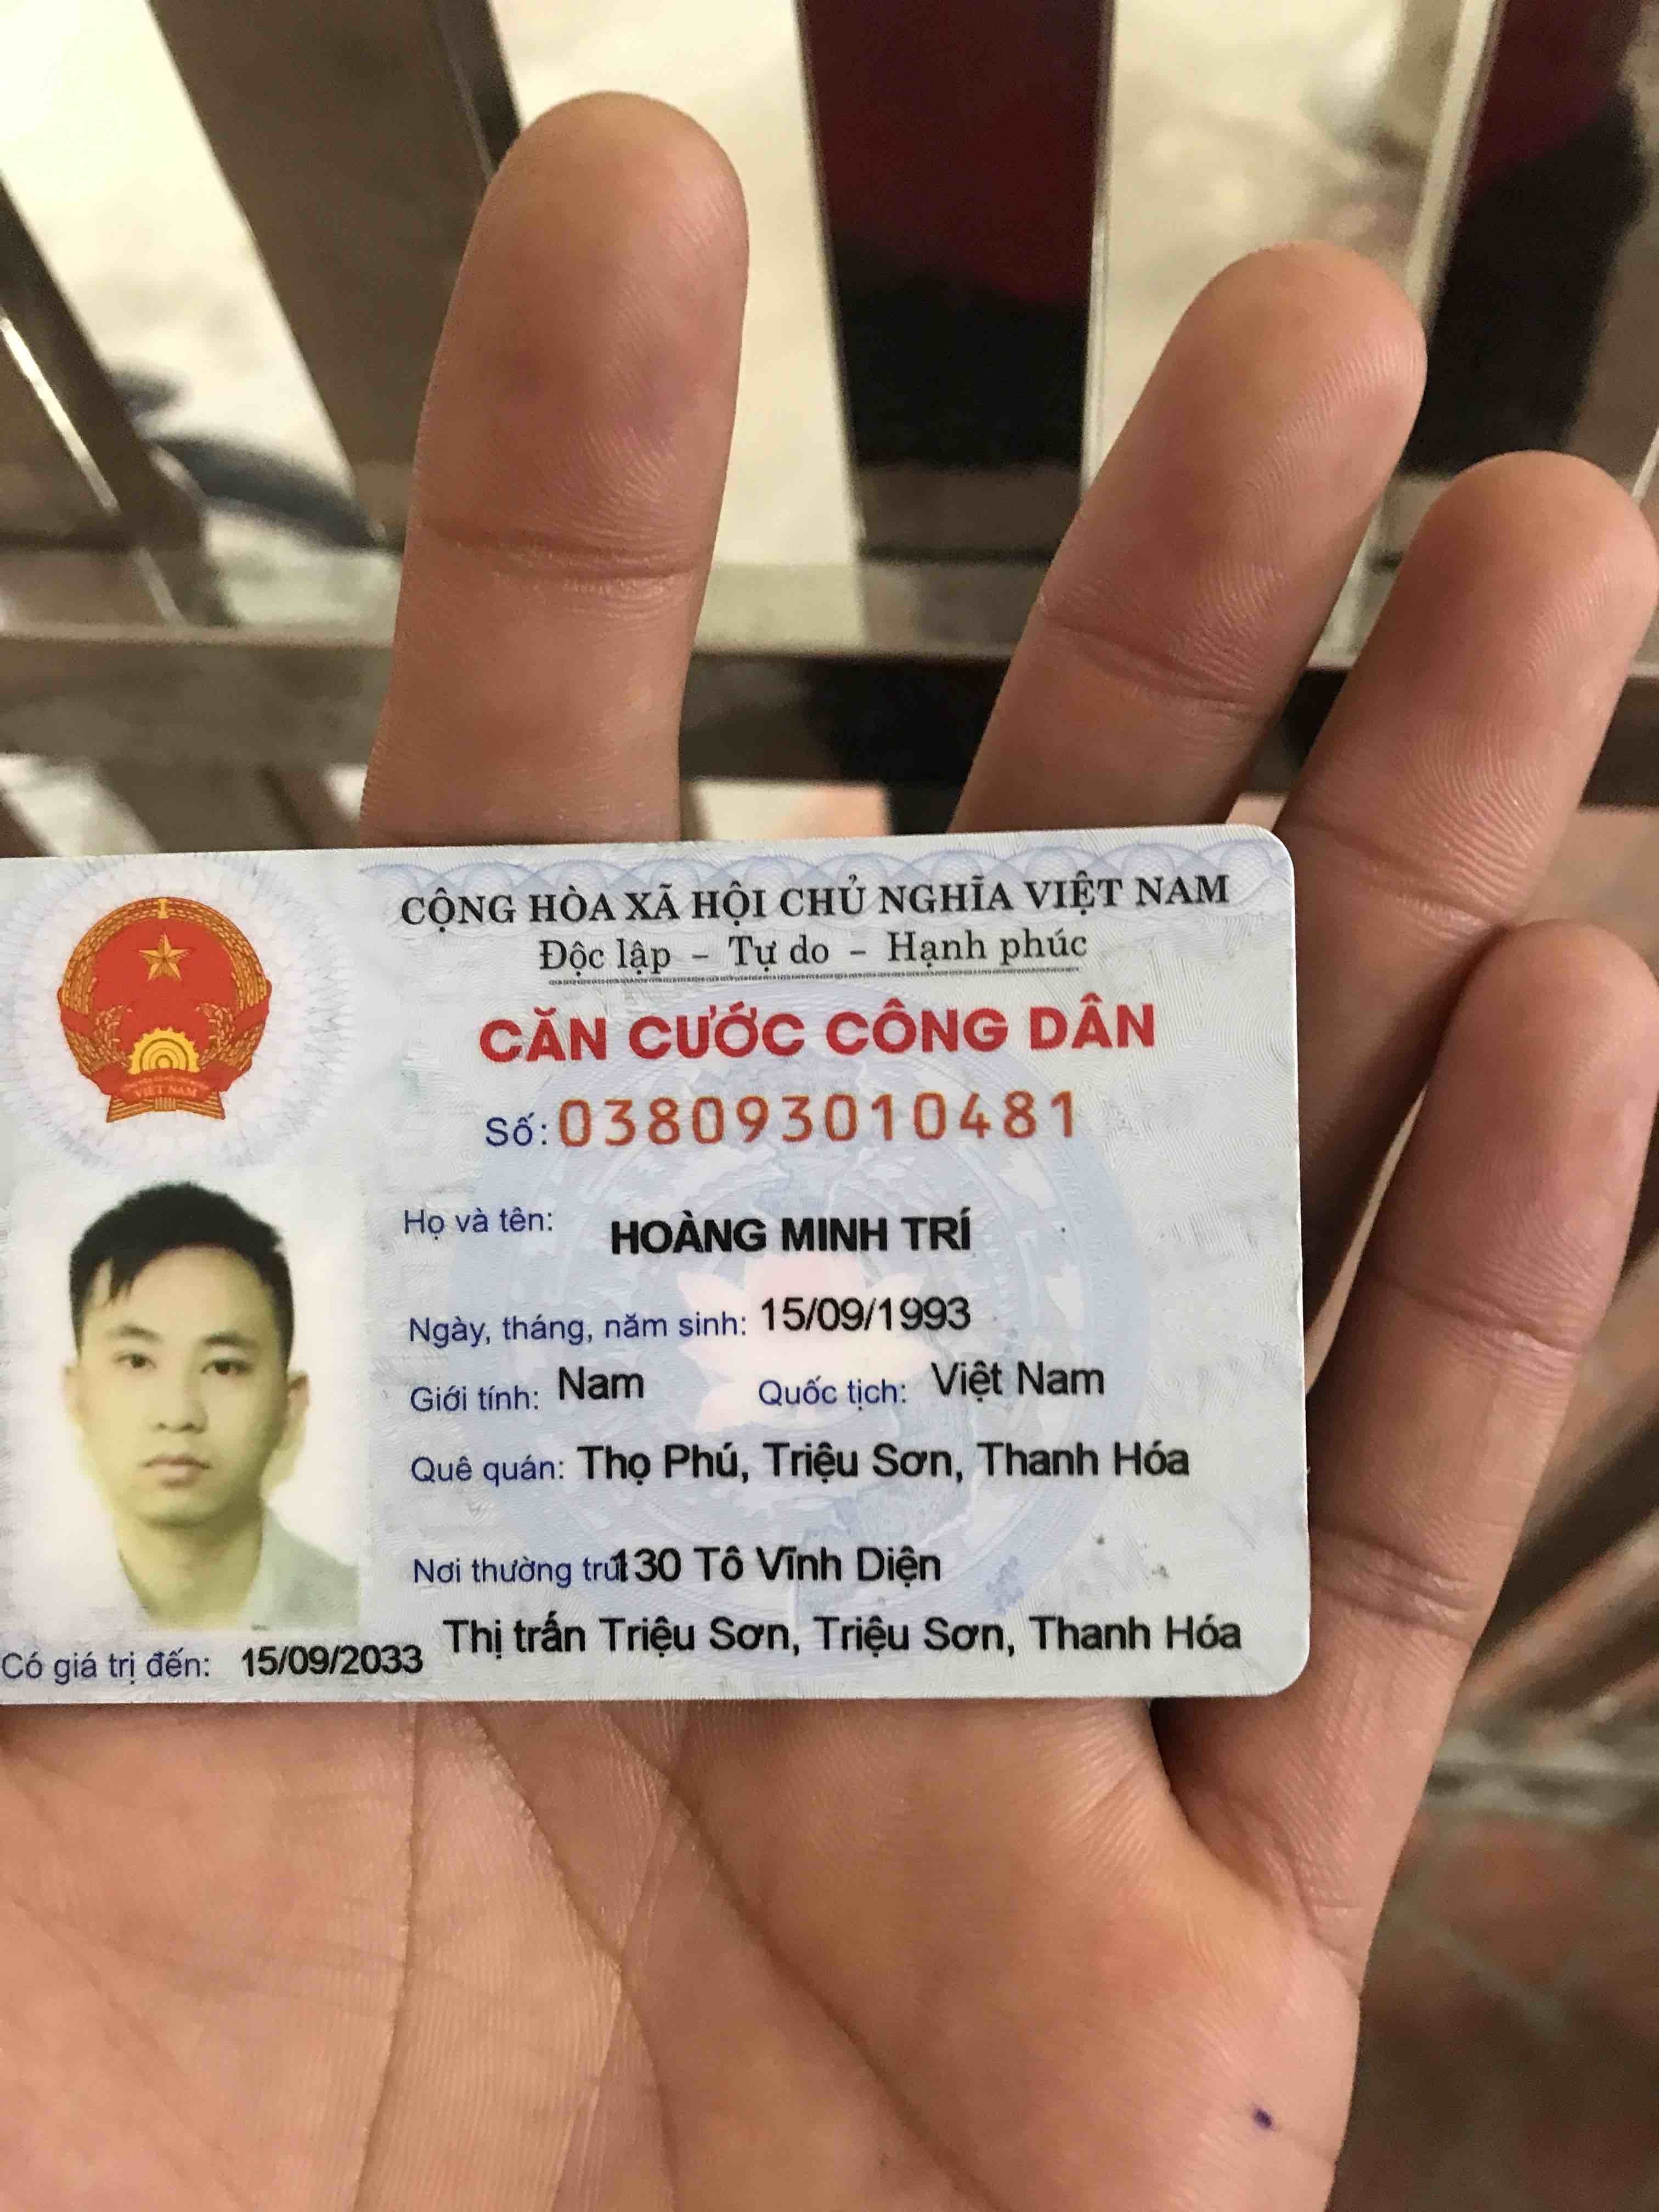 CỘNG HÒA XÃ HỘI CHỦ NGHĨA VIỆT NAM
Độc lập - Tự do - Hạnh phúc
CĂN CƯỚC CÔNG DÂN
Số: 038093010481
Họ và tên: HOÀNG MINH TRÍ
Ngày, tháng, năm sinh: 15/09/1993
Giới tính: Nam Quốc tịch: Việt Nam
Quê quán: Thọ Phú, Triệu Sơn, Thanh Hóa
Nơi thường trú: 130 Tô Vĩnh Diện
Thị trấn Triệu Sơn, Triệu Sơn, Thanh Hóa
Có giá trị đến: 15/09/2033
VIỆT NAM